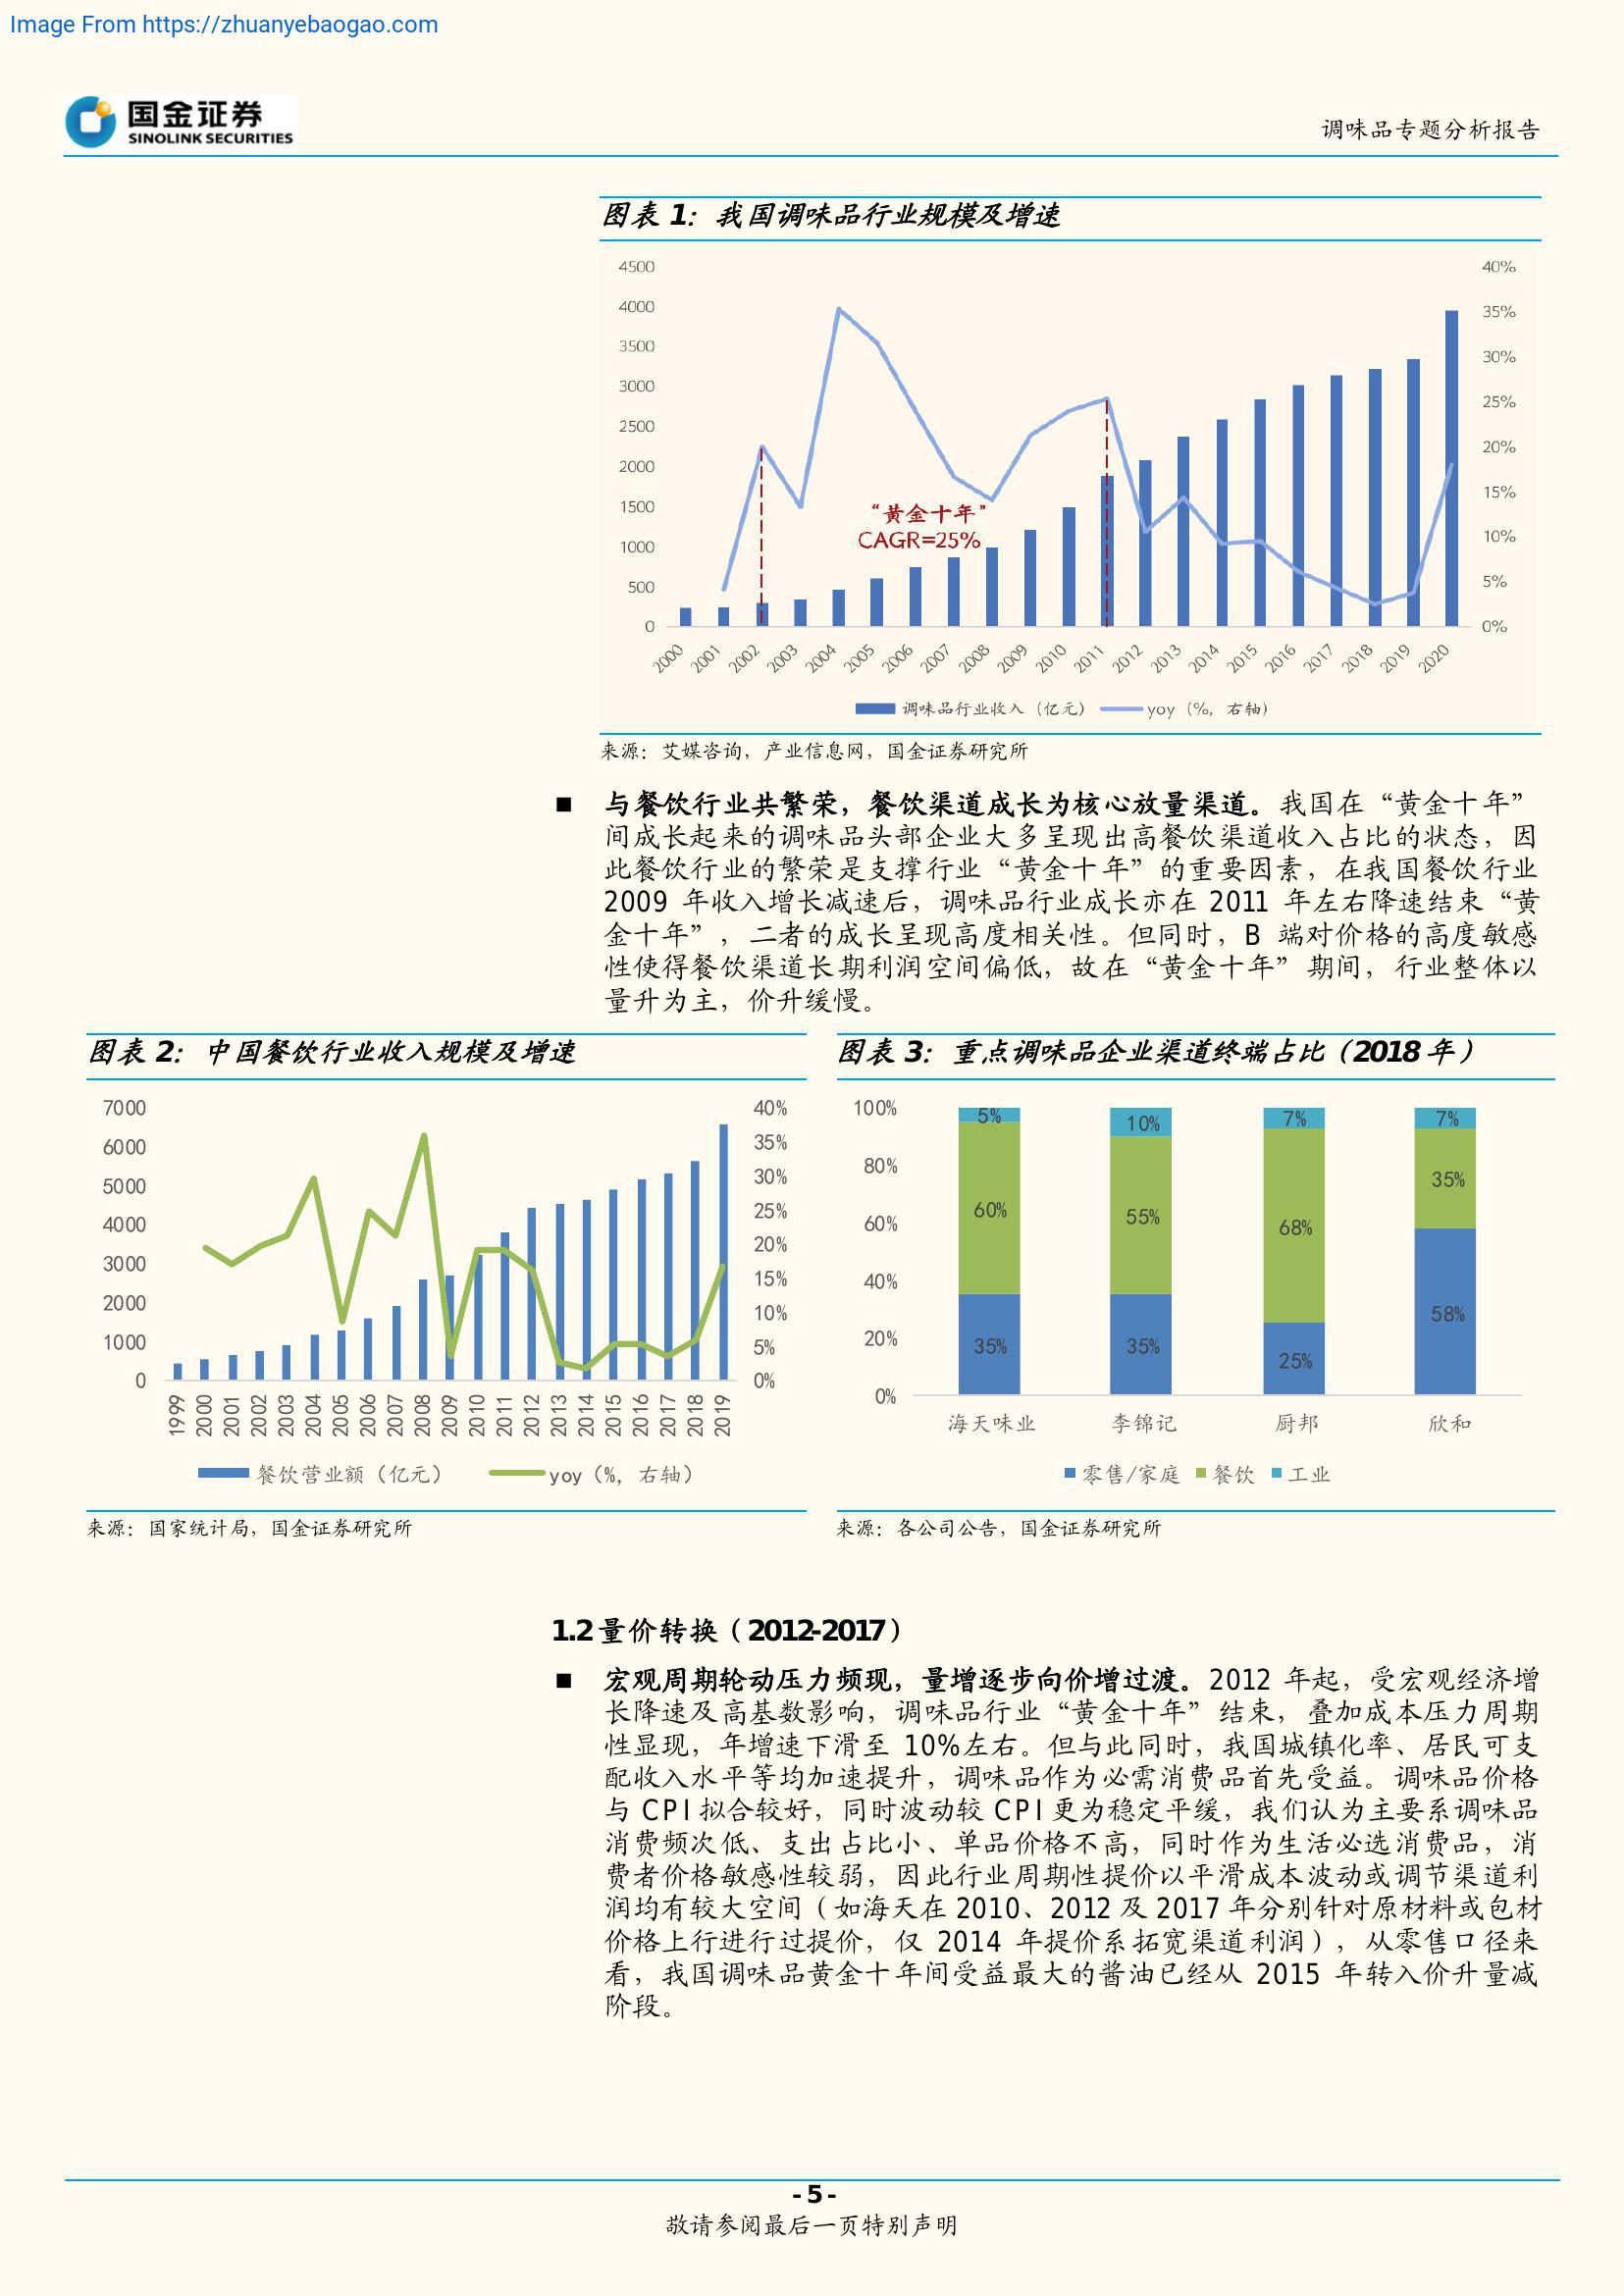 Image From https://zhuanyebaogao.com
国金证券
SINOLINK SECURITIES
调味品专题分析报告
图表 1：我国调味品行业规模及增速
4500
4000
3500
3000
2500
2000
1500
1000
500
0
40%
35%
30%
25%
20%
15%
10%
5%
0%
“黄金十年”
CAGR=25%
2000 2001 2002 2003 2004 2005 2006 2007 2008 2009 2010 2011 2012 2013 2014 2015 2016 2017 2018 2019 2020
调味品行业收入（亿元） yoy（%，右轴）
来源：艾媒咨询，产业信息网，国金证券研究所
■ 与餐饮行业共繁荣，餐饮渠道成长为核心放量渠道。我国在“黄金十年”
间成长起来的调味品头部企业大多呈现出高餐饮渠道收入占比的状态，因
此餐饮行业的繁荣是支撑行业“黄金十年”的重要因素，在我国餐饮行业
2009 年收入增长减速后，调味品行业成长亦在 2011 年左右降速结束“黄
金十年”，二者的成长呈现高度相关性。但同时，B 端对价格的高度敏感
性使得餐饮渠道长期利润空间偏低，故在“黄金十年”期间，行业整体以
量升为主，价升缓慢。
图表 2：中国餐饮行业收入规模及增速
7000
6000
5000
4000
3000
2000
1000
0
40%
35%
30%
25%
20%
15%
10%
5%
0%
1999 2000 2001 2002 2003 2004 2005 2006 2007 2008 2009 2010 2011 2012 2013 2014 2015 2016 2017 2018 2019
餐饮营业额（亿元） yoy（%，右轴）
来源：国家统计局，国金证券研究所
图表 3：重点调味品企业渠道终端占比（2018 年）
100%
80%
60%
40%
20%
0%
5% 10% 7% 7%
60% 55% 68% 35%
35% 35% 25% 58%
海天味业 李锦记 厨邦 欣和
零售/家庭 餐饮 工业
来源：各公司公告，国金证券研究所
1.2 量价转换（2012-2017）
■ 宏观周期轮动压力频现，量增逐步向价增过渡。2012 年起，受宏观经济增
长降速及高基数影响，调味品行业“黄金十年”结束，叠加成本压力周期
性显现，年增速下滑至 10%左右。但与此同时，我国城镇化率、居民可支
配收入水平等均加速提升，调味品作为必需消费品首先受益。调味品价格
与 CPI 拟合较好，同时波动较 CPI 更为稳定平缓，我们认为主要系调味品
消费频次低、支出占比小、单品价格不高，同时作为生活必选消费品，消
费者价格敏感性较弱，因此行业周期性提价以平滑成本波动或调节渠道利
润均有较大空间（如海天在 2010、2012 及 2017 年分别针对原材料或包材
价格上行进行过提价，仅 2014 年提价系拓宽渠道利润），从零售口径来
看，我国调味品黄金十年间受益最大的酱油已经从 2015 年转入价升量减
阶段。
- 5 -
敬请参阅最后一页特别声明